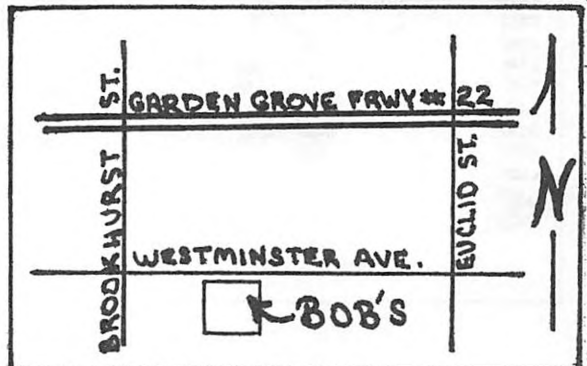 GARDEN GROVE FRWY # 22
BROOKHURST ST.
EUCLID ST.
N
WESTMINSTER AVE.
BOB'S